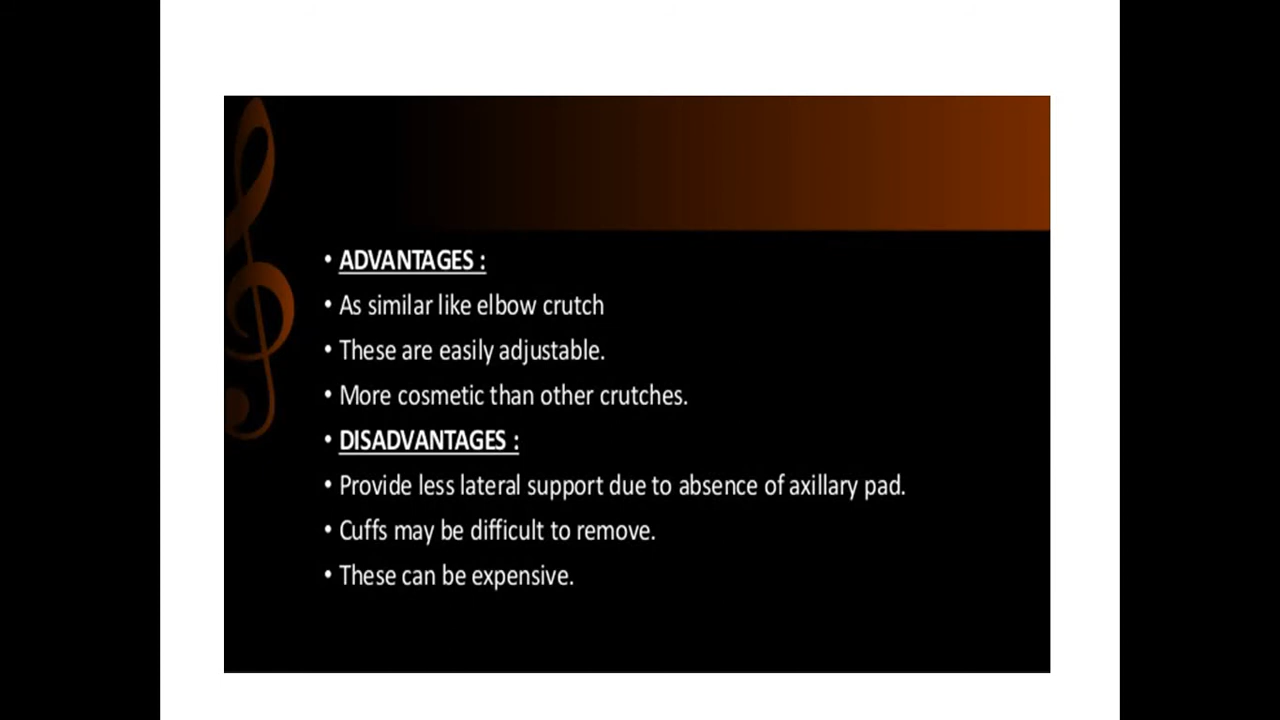 • ADVANTAGES :
• As similar like elbow crutch
• These are easily adjustable.
• More cosmetic than other crutches.
• DISADVANTAGES :
• Provide less lateral support due to absence of axillary pad.
• Cuffs may be difficult to remove.
• These can be expensive.